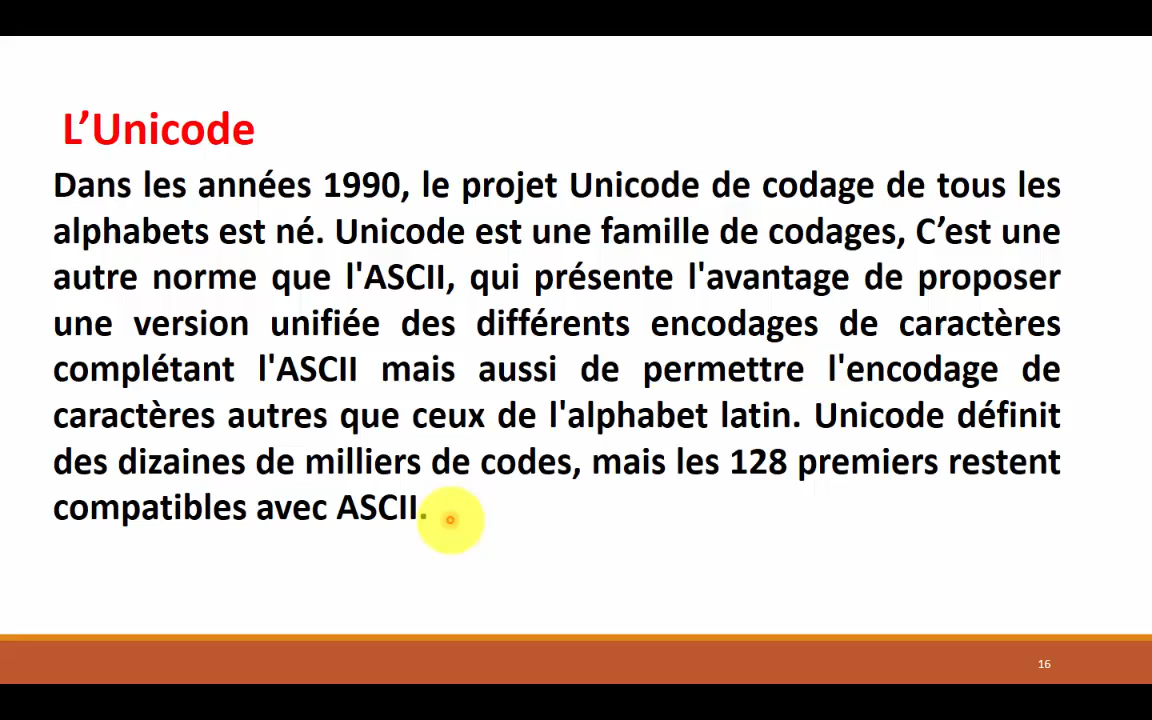 L’Unicode
Dans les années 1990, le projet Unicode de codage de tous les
alphabets est né. Unicode est une famille de codages, C’est une
autre norme que l'ASCII, qui présente l'avantage de proposer
une version unifiée des différents encodages de caractères
complétant l'ASCII mais aussi de permettre l'encodage de
caractères autres que ceux de l'alphabet latin. Unicode définit
des dizaines de milliers de codes, mais les 128 premiers restent
compatibles avec ASCII.
16